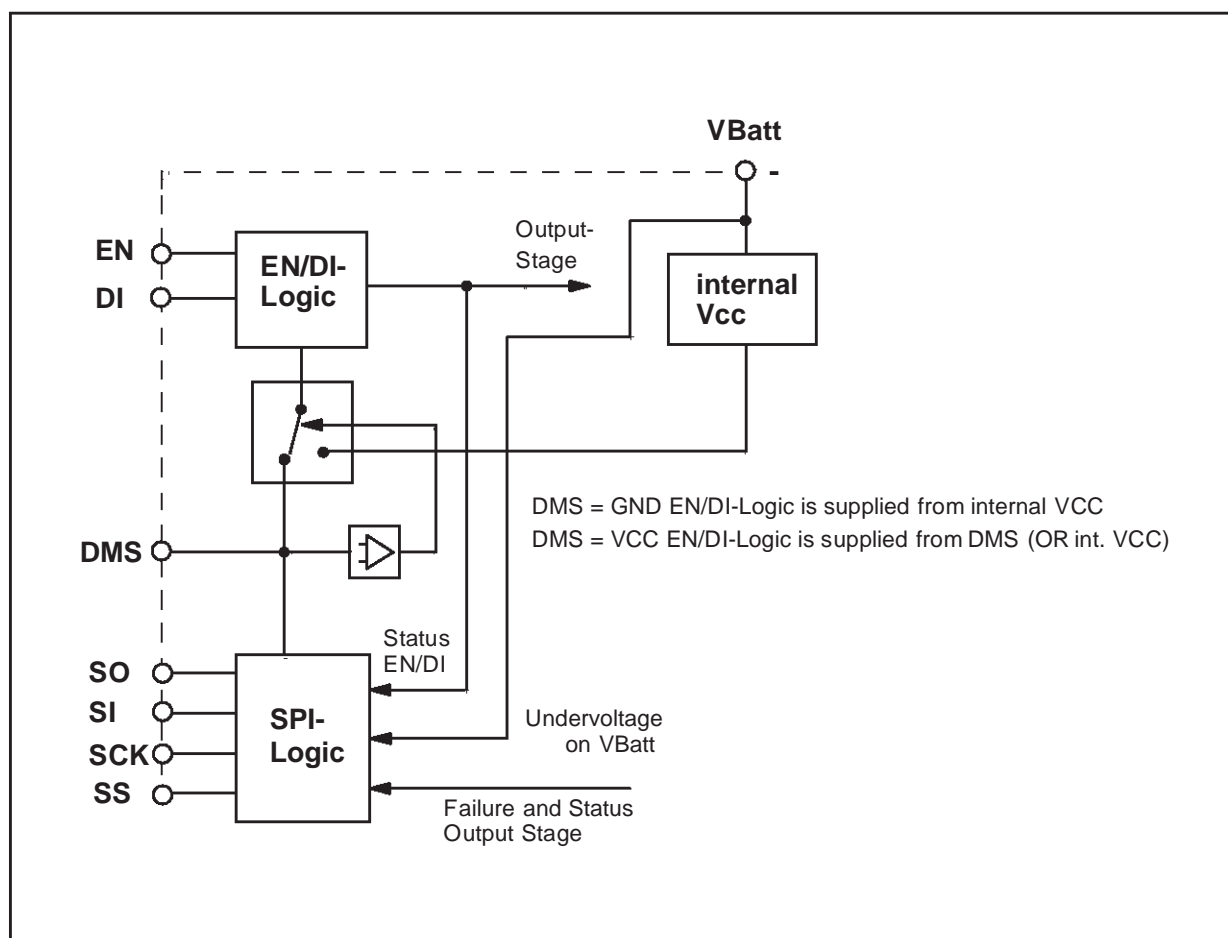 VBatt
-
EN
DI
EN/DI-
Logic
Output-
Stage
internal
Vcc
DMS = GND EN/DI-Logic is supplied from internal VCC
DMS = VCC EN/DI-Logic is supplied from DMS (OR int. VCC)
DMS
Status
EN/DI
SO
SI
SCK
SS
SPI-
Logic
Undervoltage
on VBatt
Failure and Status
Output Stage